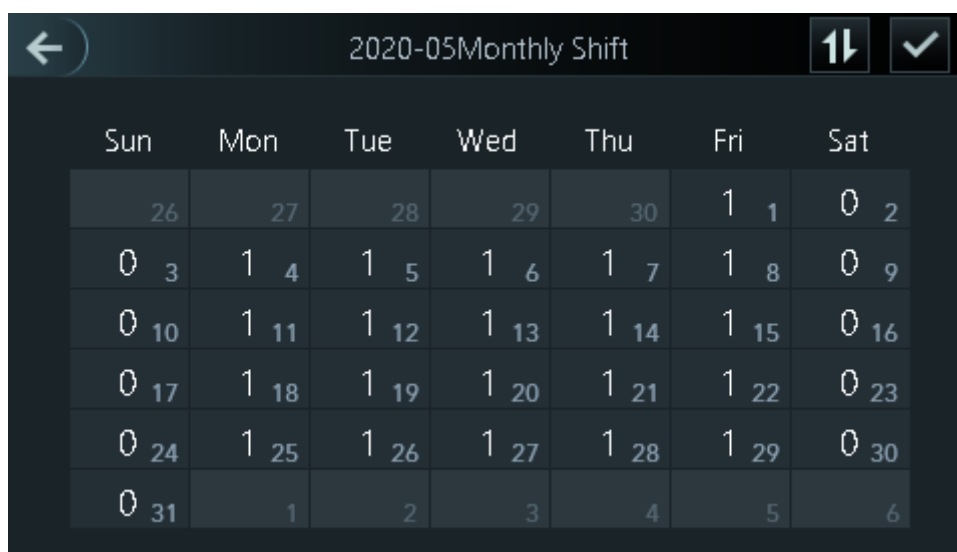 2020-05Monthly Shift
Sun Mon Tue Wed Thu Fri Sat
26 27 28 29 30 1 1 0 2
0 3 1 4 1 5 1 6 1 7 1 8 0 9
0 10 1 11 1 12 1 13 1 14 1 15 0 16
0 17 1 18 1 19 1 20 1 21 1 22 0 23
0 24 1 25 1 26 1 27 1 28 1 29 0 30
0 31 1 2 3 4 5 6